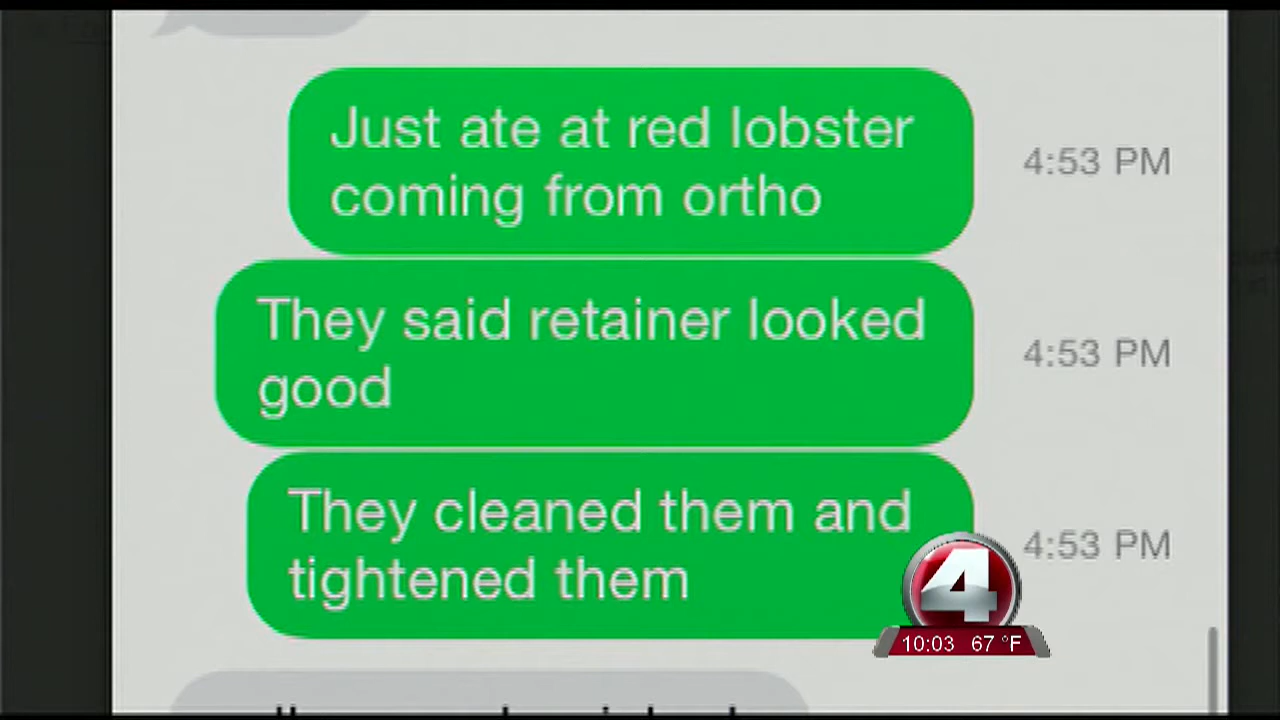 Just ate at red lobster
coming from ortho
4:53 PM
They said retainer looked
good
4:53 PM
They cleaned them and
tightened them
4:53 PM
4
10:03 67 °F